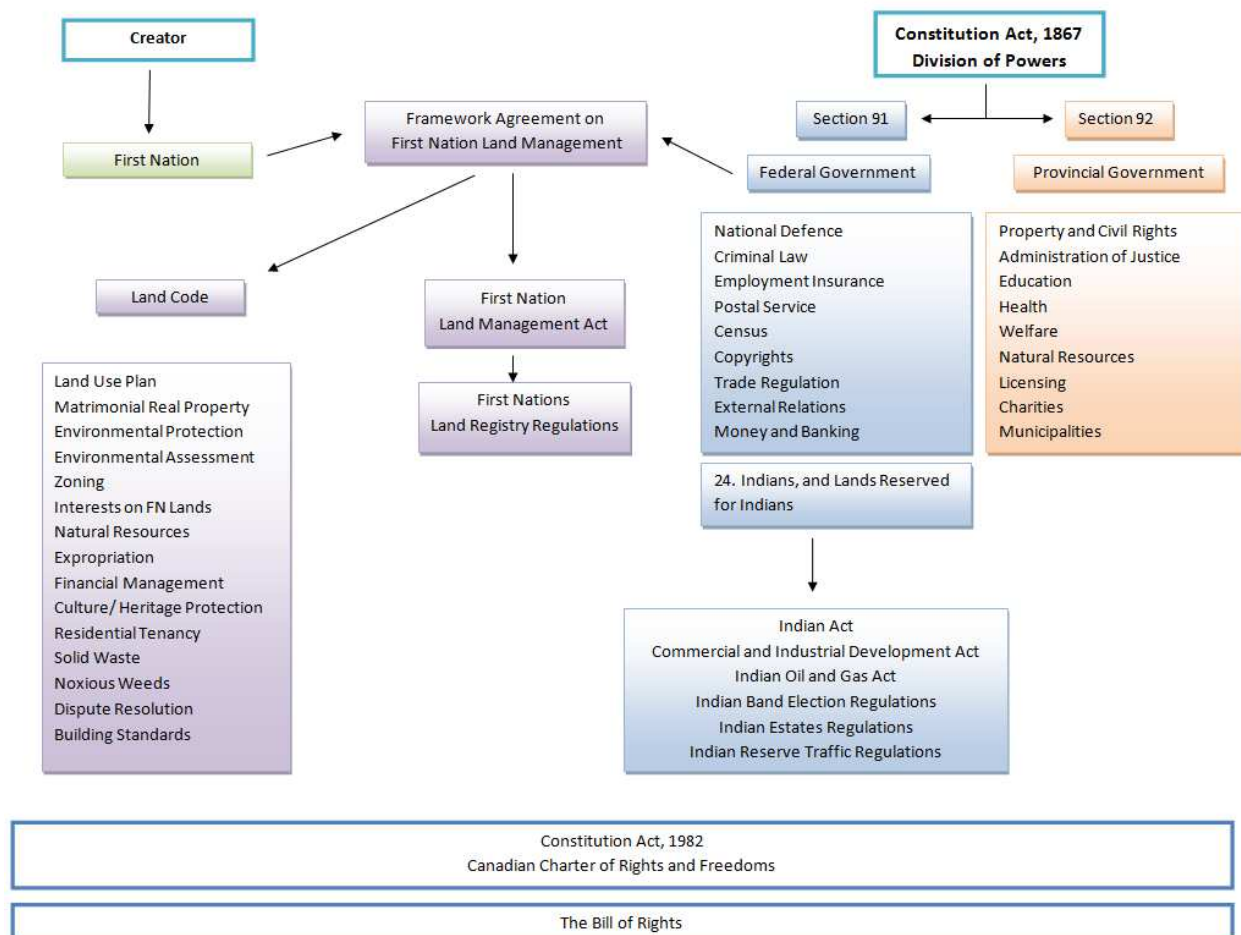 Creator
Constitution Act, 1867
Division of Powers
Framework Agreement on
First Nation Land Management
Section 91
Section 92
First Nation
Federal Government
Provincial Government
National Defence
Criminal Law
Employment Insurance
Postal Service
Census
Copyrights
Trade Regulation
External Relations
Money and Banking
Property and Civil Rights
Administration of Justice
Education
Health
Welfare
Natural Resources
Licensing
Charities
Municipalities
Land Code
First Nation
Land Management Act
First Nations
Land Registry Regulations
Land Use Plan
Matrimonial Real Property
Environmental Protection
Environmental Assessment
Zoning
Interests on FN Lands
Natural Resources
Expropriation
Financial Management
Culture/ Heritage Protection
Residential Tenancy
Solid Waste
Noxious Weeds
Dispute Resolution
Building Standards
24. Indians, and Lands Reserved
for Indians
Indian Act
Commercial and Industrial Development Act
Indian Oil and Gas Act
Indian Band Election Regulations
Indian Estates Regulations
Indian Reserve Traffic Regulations
Constitution Act, 1982
Canadian Charter of Rights and Freedoms
The Bill of Rights